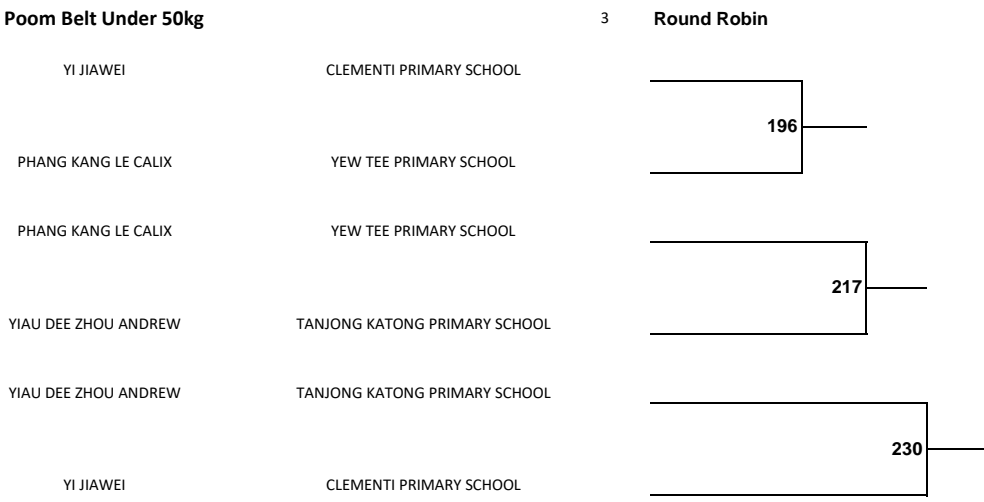 Poom Belt Under 50kg 3 Round Robin
YI JIAWEI CLEMENTI PRIMARY SCHOOL
196
PHANG KANG LE CALIX YEW TEE PRIMARY SCHOOL
PHANG KANG LE CALIX YEW TEE PRIMARY SCHOOL
217
YIAU DEE ZHOU ANDREW TANJONG KATONG PRIMARY SCHOOL
YIAU DEE ZHOU ANDREW TANJONG KATONG PRIMARY SCHOOL
230
YI JIAWEI CLEMENTI PRIMARY SCHOOL